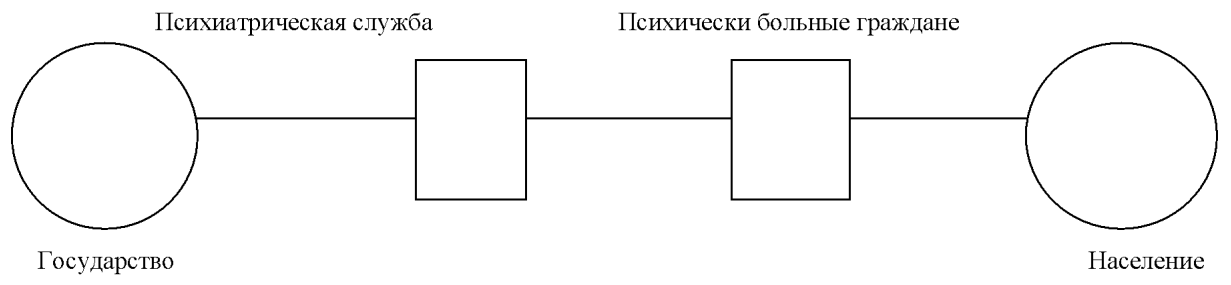 Психиатрическая служба
Психически больные граждане
Государство
Население